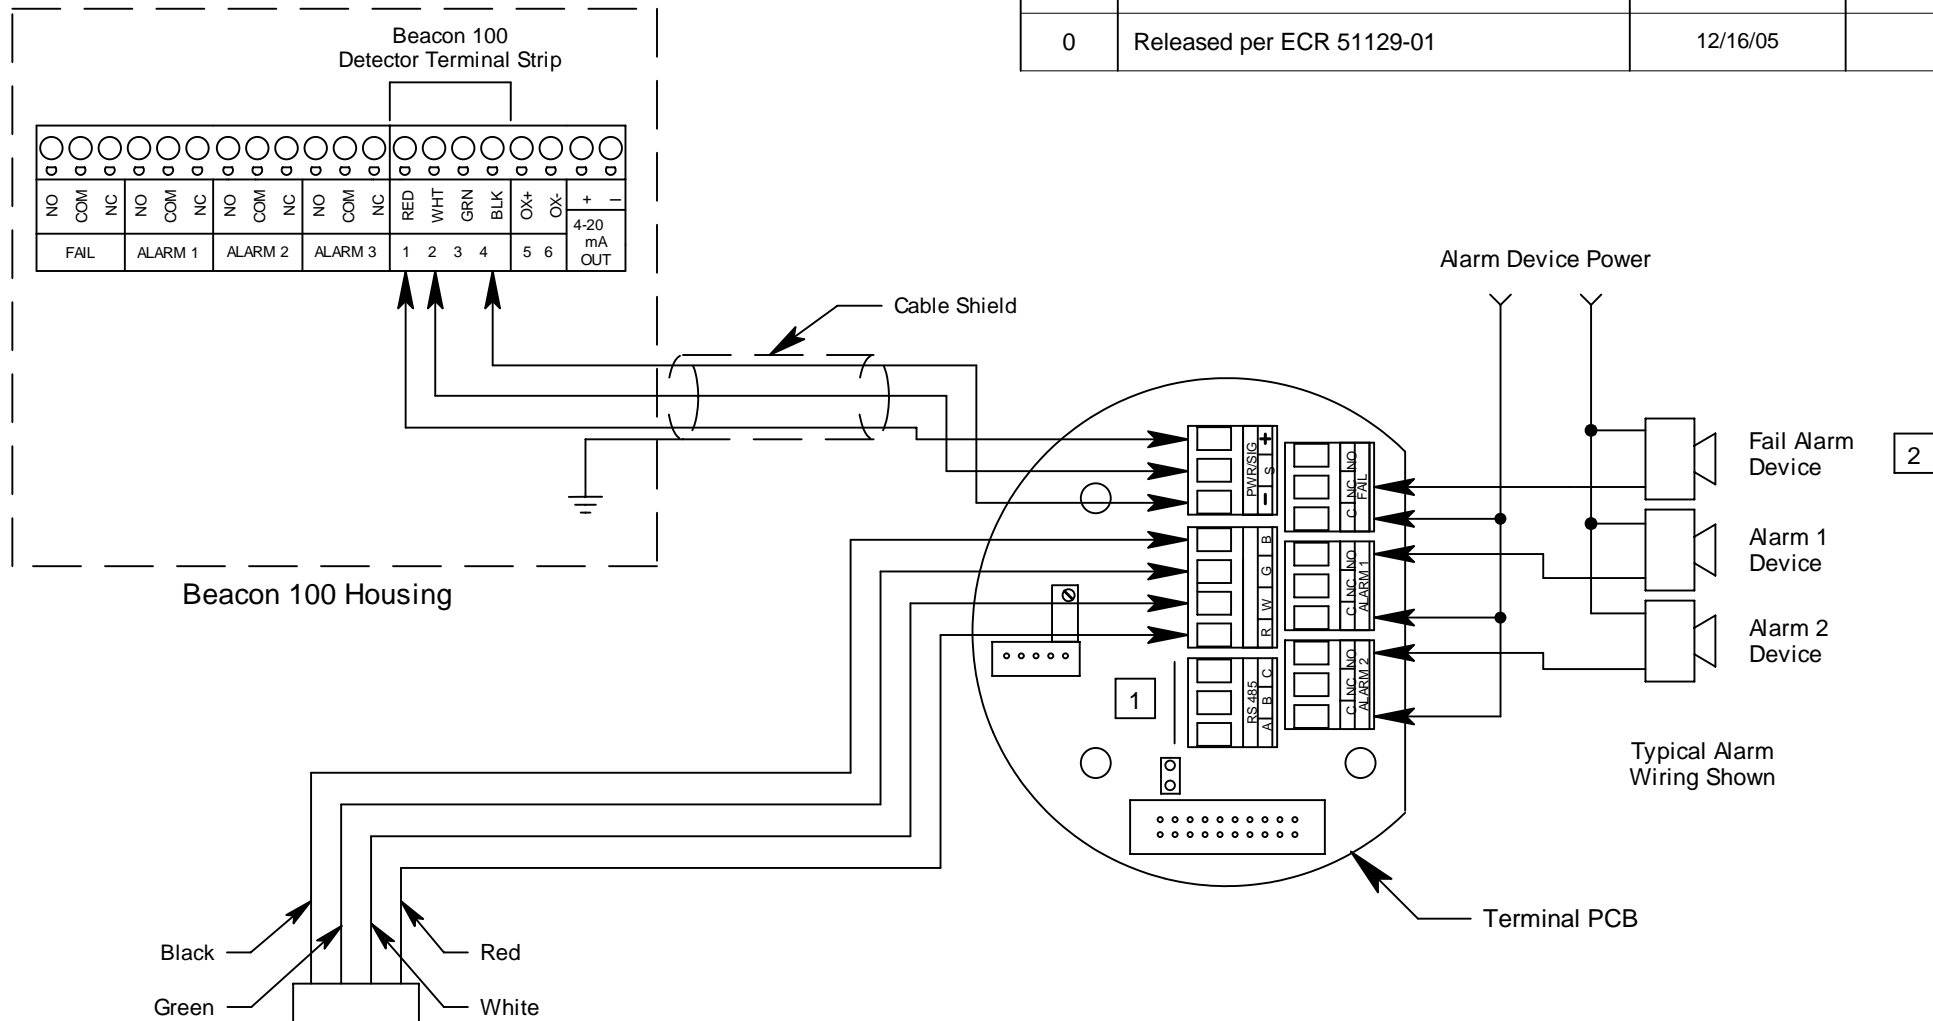 0 Released per ECR 51129-01 12/16/05
Beacon 100
Detector Terminal Strip
NO COM NC NO COM NC NO COM NC NO COM NC RED WHT GRN BLK OX+ OX- + –
FAIL ALARM 1 ALARM 2 ALARM 3 1 2 3 4 5 6
4-20
mA
OUT
Cable Shield
Beacon 100 Housing
Alarm Device Power
PWR/SIG
+ S -
B
G
W
R
RS 485
C
B
A
NO NC C
FAIL
NO NC C
ALARM 1
NO NC C
ALARM 2
1
Fail Alarm
Device
2
Alarm 1
Device
Alarm 2
Device
Typical Alarm
Wiring Shown
Terminal PCB
Black
Red
Green
White